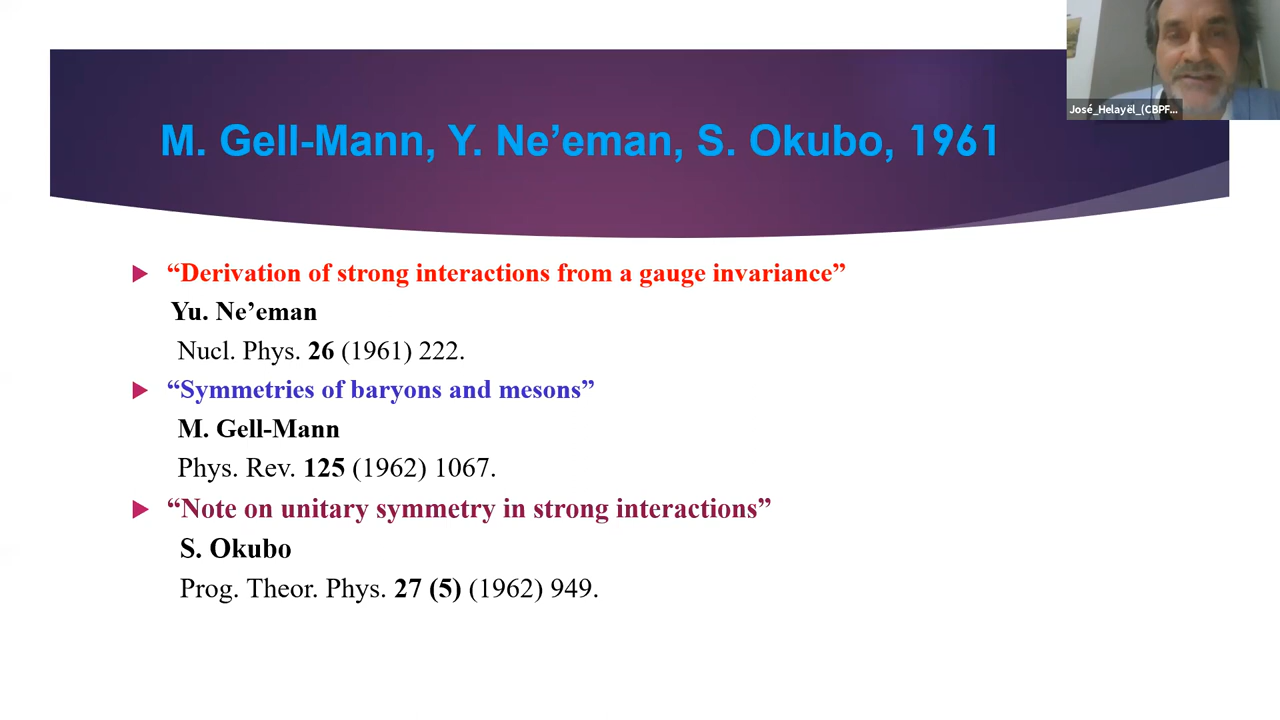 José_Helayël_(CBPF...
M. Gell-Mann, Y. Ne’eman, S. Okubo, 1961
“Derivation of strong interactions from a gauge invariance”
Yu. Ne’eman
Nucl. Phys. 26 (1961) 222.
“Symmetries of baryons and mesons”
M. Gell-Mann
Phys. Rev. 125 (1962) 1067.
“Note on unitary symmetry in strong interactions”
S. Okubo
Prog. Theor. Phys. 27 (5) (1962) 949.